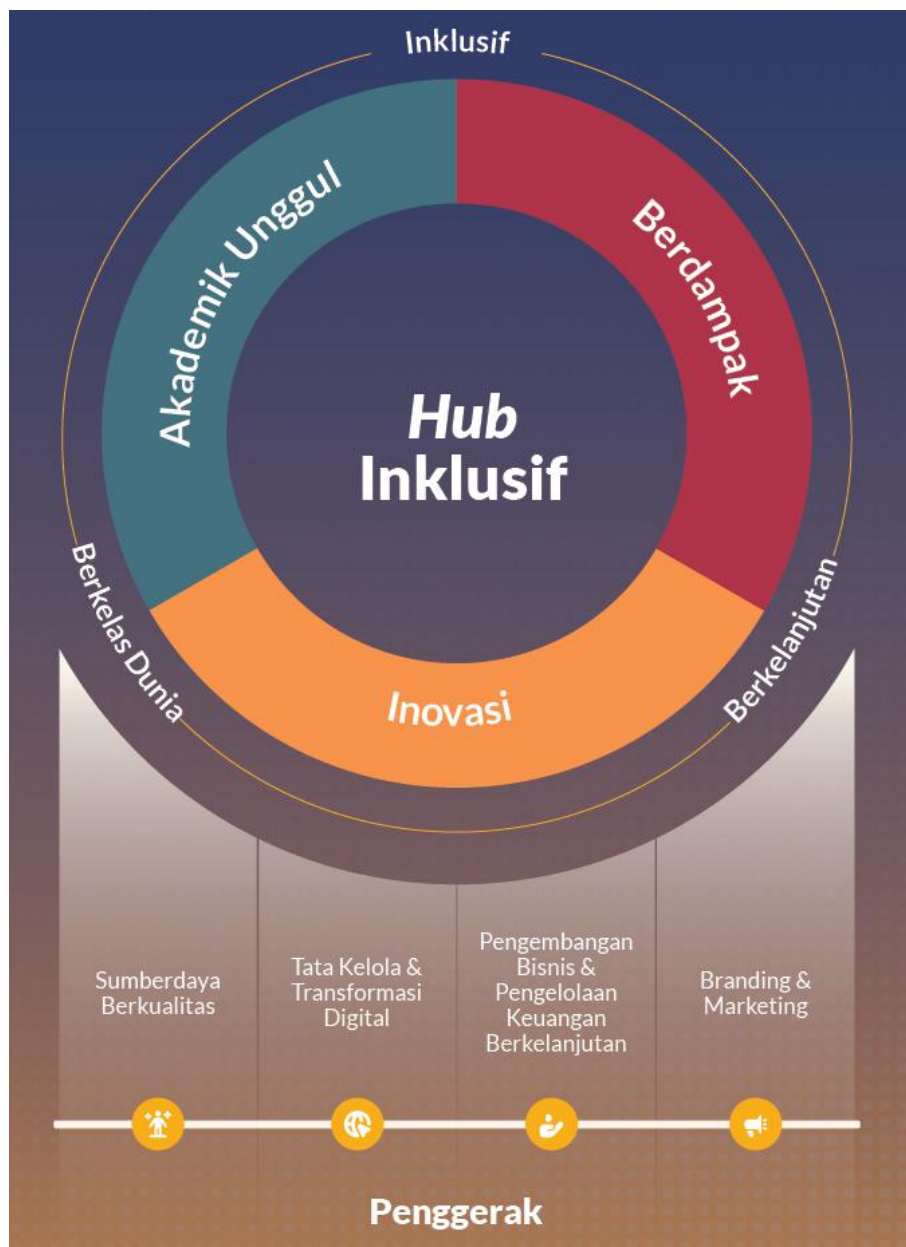 Inklusif
Akademik Unggul
Berdampak
Hub
Inklusif
Berkelas Dunia
Inovasi
Berkelanjutan
Sumberdaya
Berkualitas
Tata Kelola &
Transformasi
Digital
Pengembangan
Bisnis &
Pengelolaan
Keuangan
Berkelanjutan
Branding &
Marketing
Penggerak